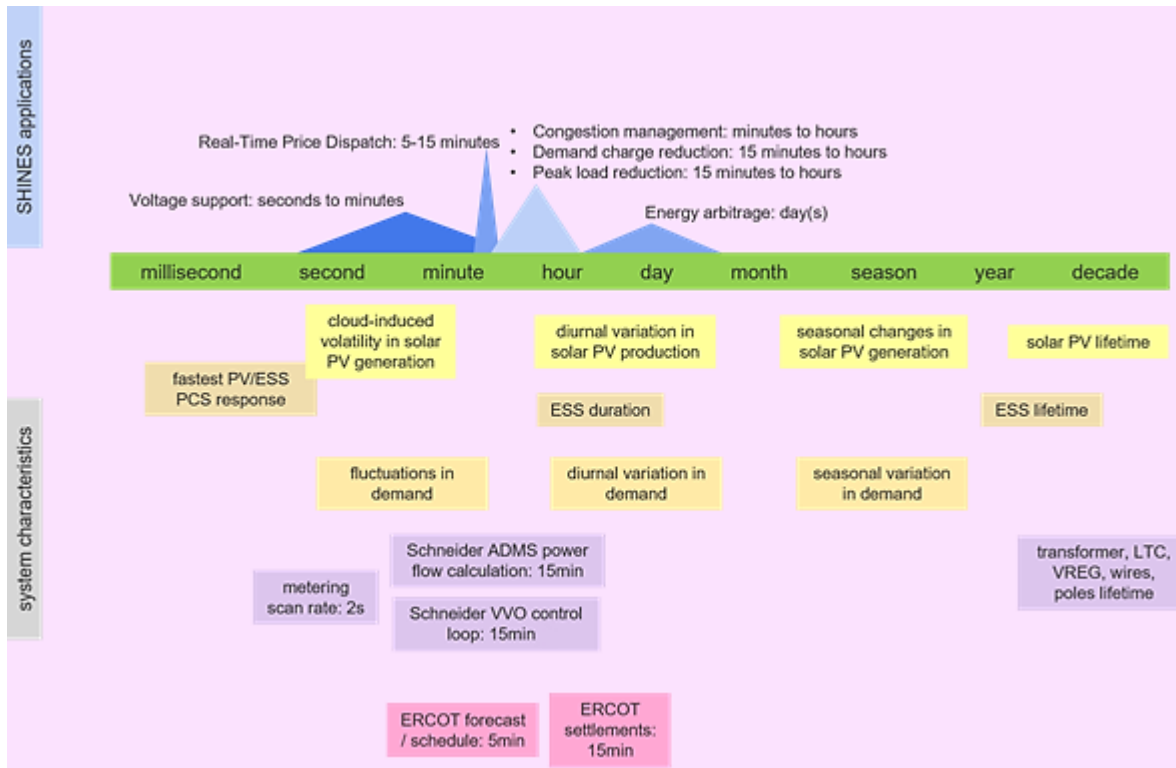 SHINES applications
Real-Time Price Dispatch: 5-15 minutes
• Congestion management: minutes to hours
• Demand charge reduction: 15 minutes to hours
• Peak load reduction: 15 minutes to hours
Voltage support: seconds to minutes
Energy arbitrage: day(s)
millisecond second minute hour day month season year decade
system characteristics
cloud-induced
volatility in solar
PV generation
diurnal variation in
solar PV production
seasonal changes in
solar PV generation
solar PV lifetime
fastest PV/ESS
PCS response
ESS duration
ESS lifetime
fluctuations in
demand
diurnal variation in
demand
seasonal variation
in demand
metering
scan rate: 2s
Schneider ADMS power
flow calculation: 15min
Schneider VVO control
loop: 15min
transformer, LTC,
VREG, wires,
poles lifetime
ERCOT forecast
/ schedule: 5min
ERCOT
settlements:
15min